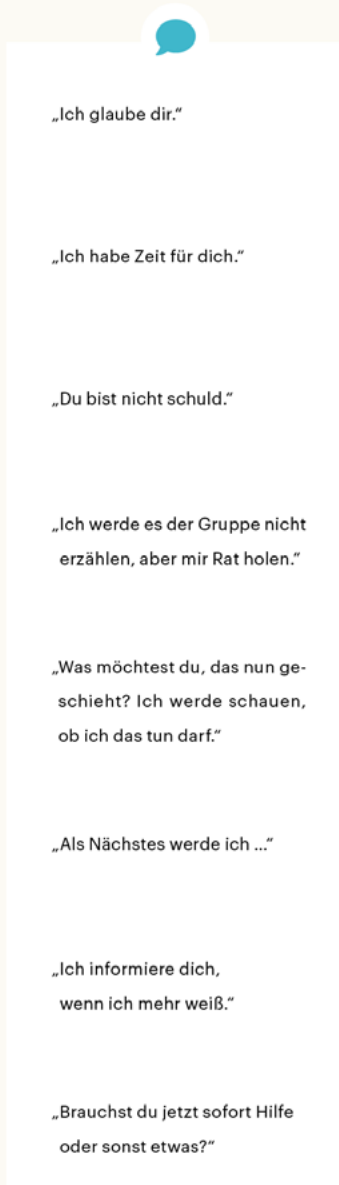 „Ich glaube dir.“
„Ich habe Zeit für dich.“
„Du bist nicht schuld.“
„Ich werde es der Gruppe nicht
erzählen, aber mir Rat holen.“
„Was möchtest du, das nun ge-
schieht? Ich werde schauen,
ob ich das tun darf.“
„Als Nächstes werde ich ...“
„Ich informiere dich,
wenn ich mehr weiß.“
„Brauchst du jetzt sofort Hilfe
oder sonst etwas?“